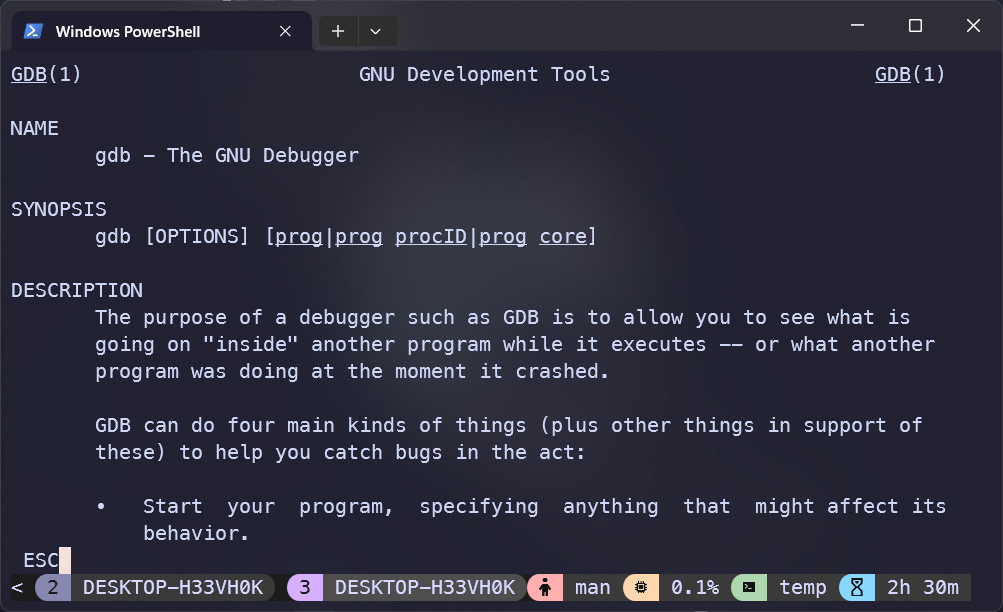 Windows PowerShell
GDB(1) GNU Development Tools GDB(1)
NAME
gdb - The GNU Debugger
SYNOPSIS
gdb [OPTIONS] [prog|prog procID|prog core]
DESCRIPTION
The purpose of a debugger such as GDB is to allow you to see what is
going on "inside" another program while it executes -- or what another
program was doing at the moment it crashed.
GDB can do four main kinds of things (plus other things in support of
these) to help you catch bugs in the act:
• Start your program, specifying anything that might affect its
behavior.
ESC
< 2 DESKTOP-H33VH0K 3 DESKTOP-H33VH0K man 0.1% temp 2h 30m